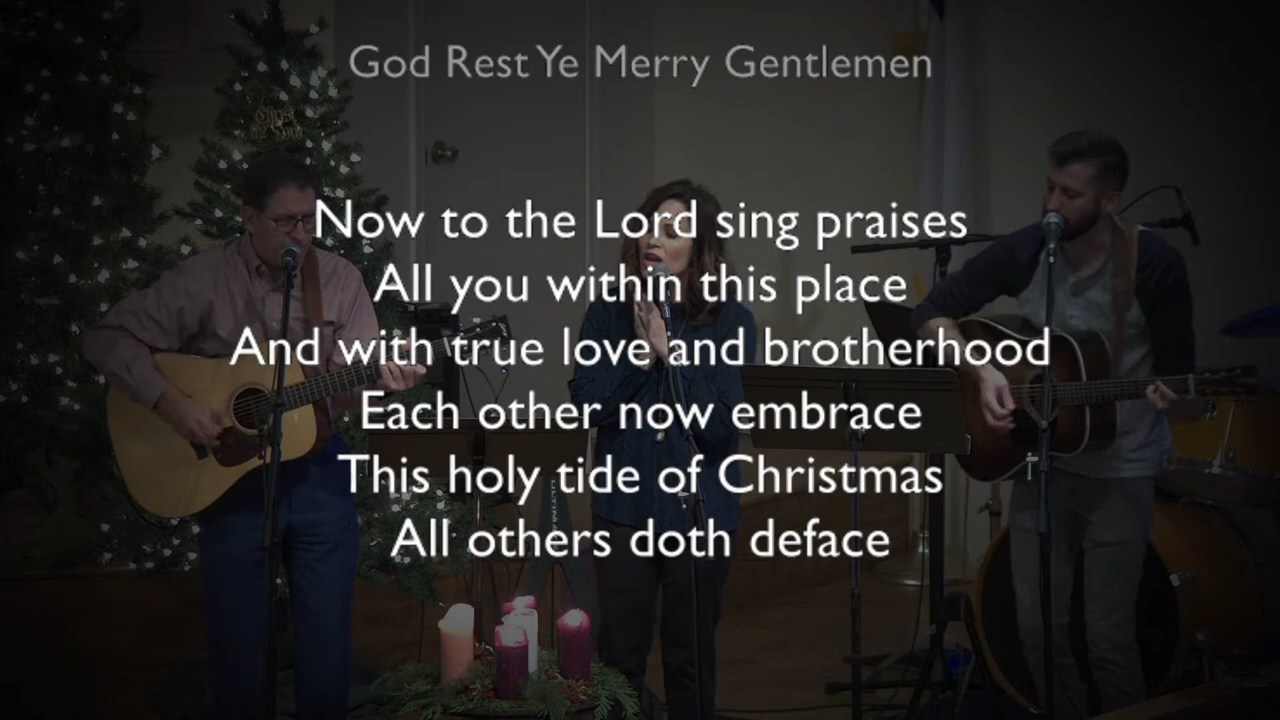 God Rest Ye Merry Gentlemen
Now to the Lord sing praises
All you within this place
And with true love and brotherhood
Each other now embrace
This holy tide of Christmas
All others doth deface